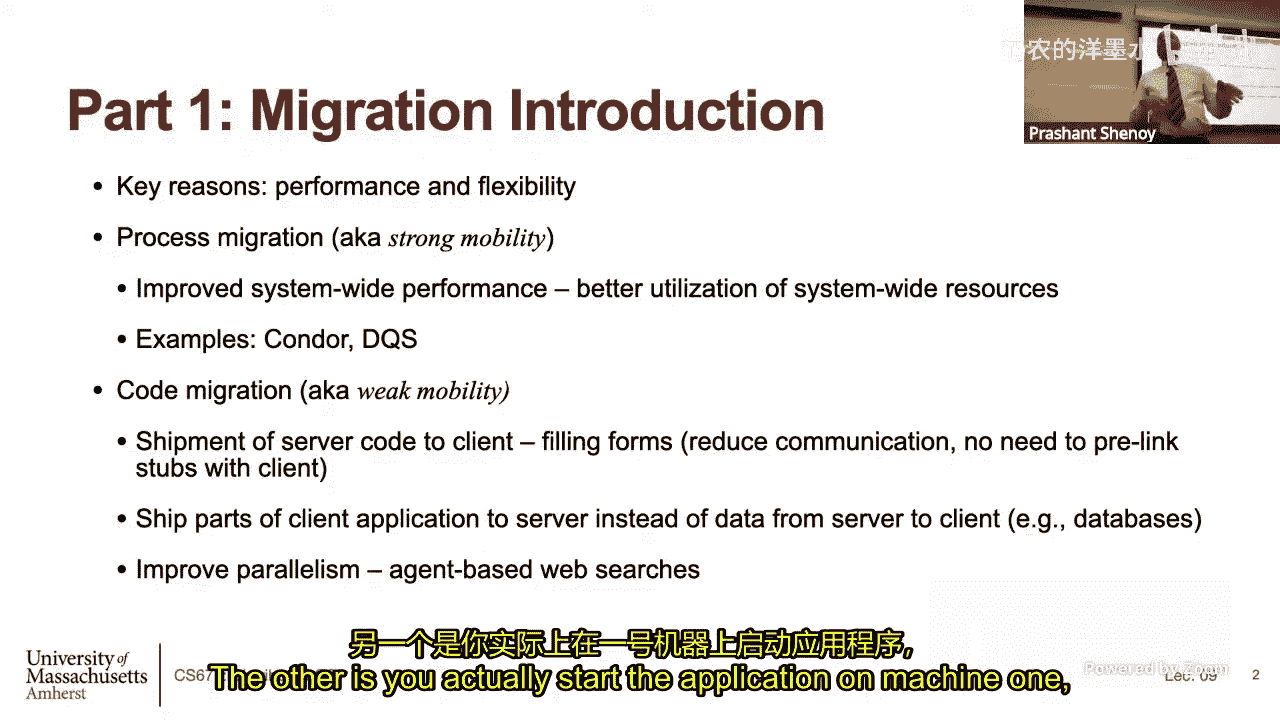 农的洋墨水
Prashant Shenoy
Part 1: Migration Introduction
• Key reasons: performance and flexibility
• Process migration (aka strong mobility)
• Improved system-wide performance – better utilization of system-wide resources
• Examples: Condor, DQS
• Code migration (aka weak mobility)
• Shipment of server code to client – filling forms (reduce communication, no need to pre-link
stubs with client)
• Ship parts of client application to server instead of data from server to client (e.g., databases)
• Improve parallelism – agent-based web searches
另一个是你实际上在一号机器上启动应用程序,
The other is you actually start the application on machine one,
University of
Massachusetts
Amherst
Powered by Zoom
Lec. 09
2